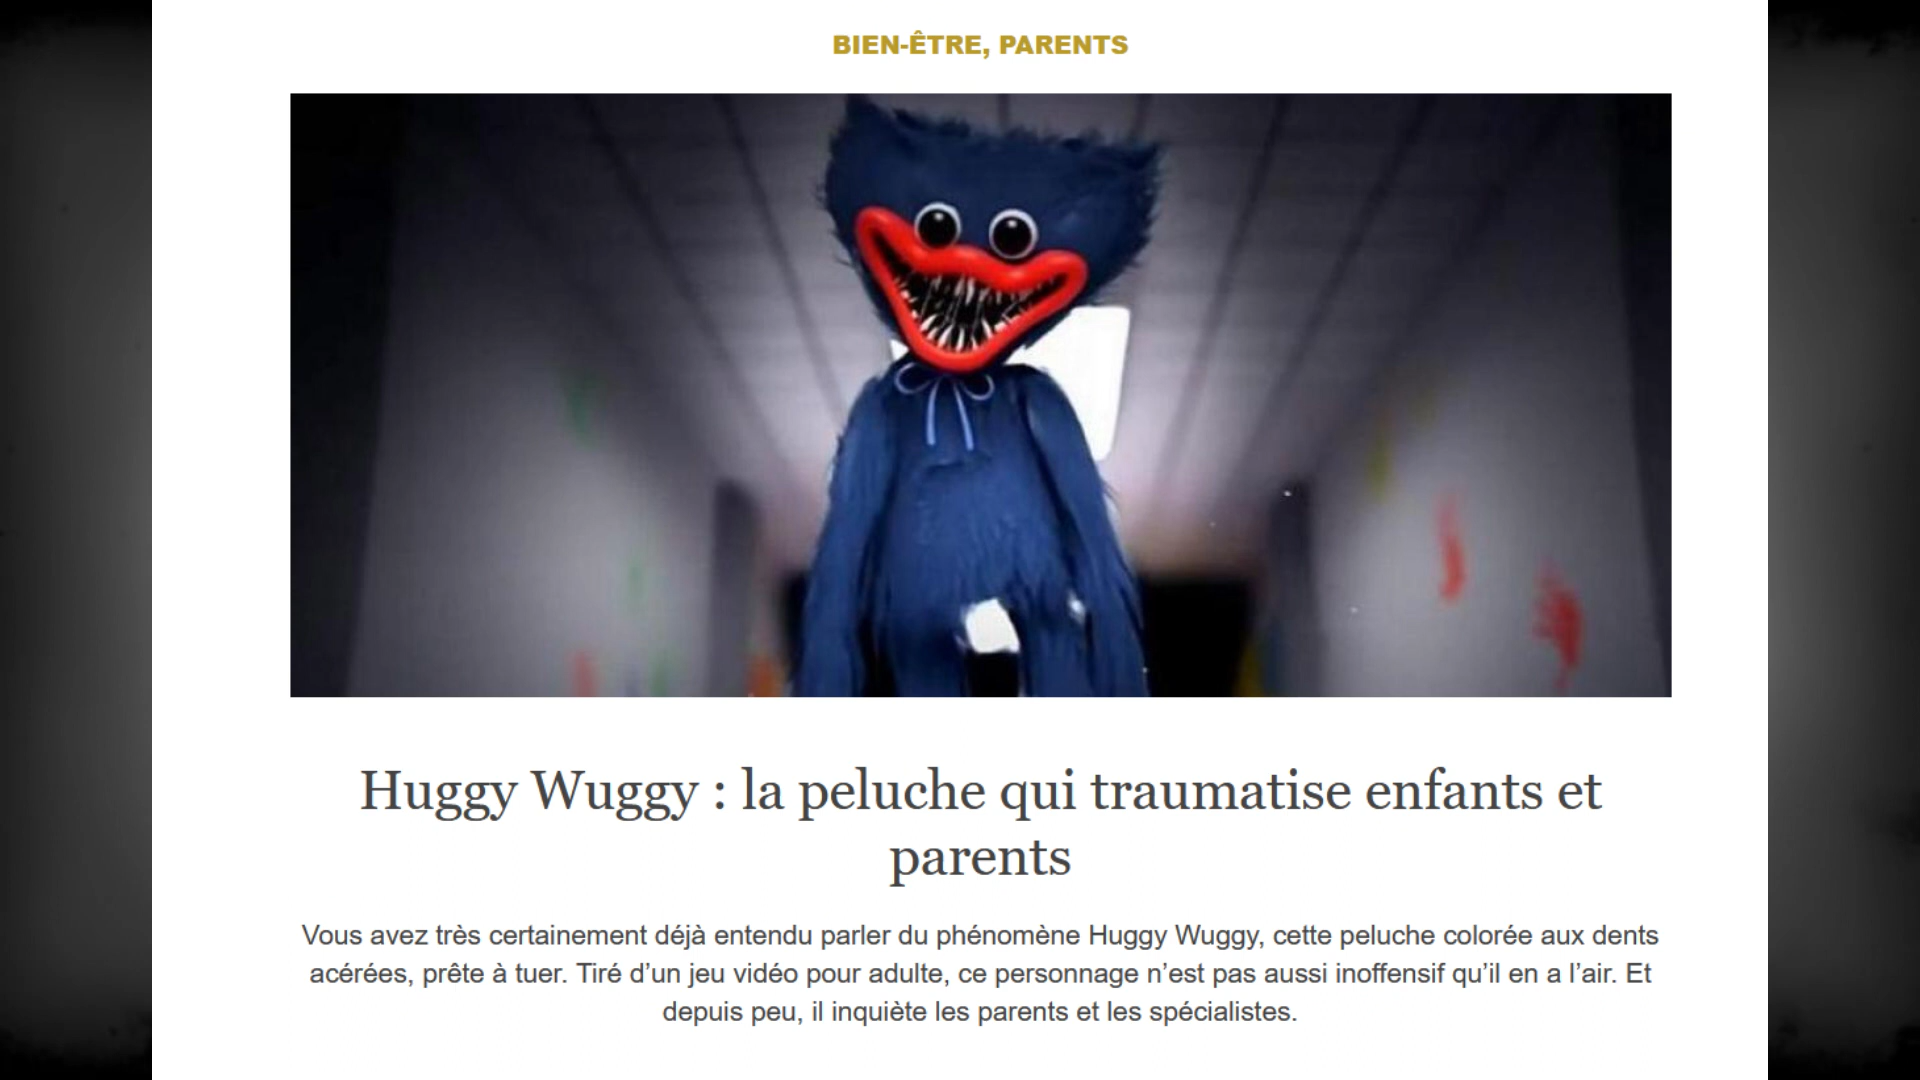 BIEN-ÊTRE, PARENTS
Huggy Wuggy : la peluche qui traumatise enfants et
parents
Vous avez très certainement déjà entendu parler du phénomène Huggy Wuggy, cette peluche colorée aux dents
acérées, prête à tuer. Tiré d’un jeu vidéo pour adulte, ce personnage n’est pas aussi inoffensif qu’il en a l’air. Et
depuis peu, il inquiète les parents et les spécialistes.